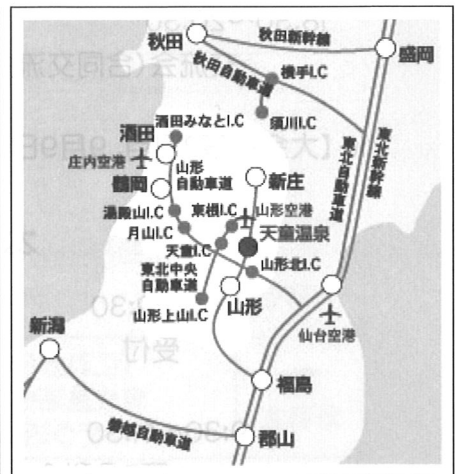 秋田
秋田新幹線
盛岡
秋田自動車道
横手I.C
須川I.C
酒田みなとI.C
酒田
庄内空港
山形
自動車道
鶴岡
新庄
東北自動車道
東北新幹線
湯殿山I.C
東根I.C
山形空港
月山I.C
天童温泉
天童I.C
山形北I.C
東北中央
自動車道
山形上山I.C
山形
仙台空港
新潟
福島
磐越自動車道
郡山